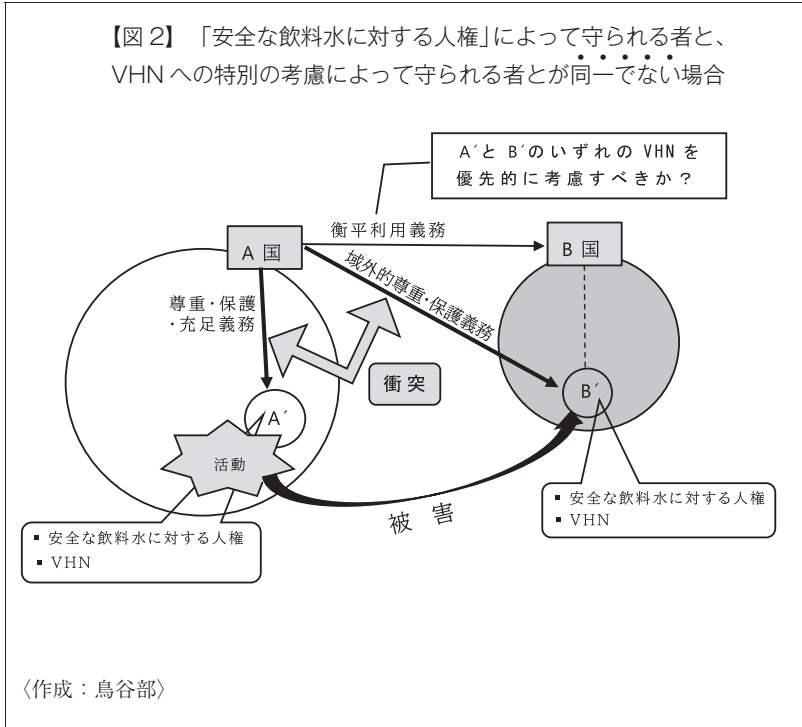 【図2】「安全な飲料水に対する人権」によって守られる者と、
VHNへの特別の考慮によって守られる者とが同一でない場合
A´と B´のいずれの VHN を
優先的に考慮すべきか？
衡平利用義務
A 国
B 国
域外的尊重・保護義務
尊重・保護
・充足義務
衝突
A´
B´
活動
被 害
▪ 安全な飲料水に対する人権
▪ VHN
▪ 安全な飲料水に対する人権
▪ VHN
〈作成：鳥谷部〉